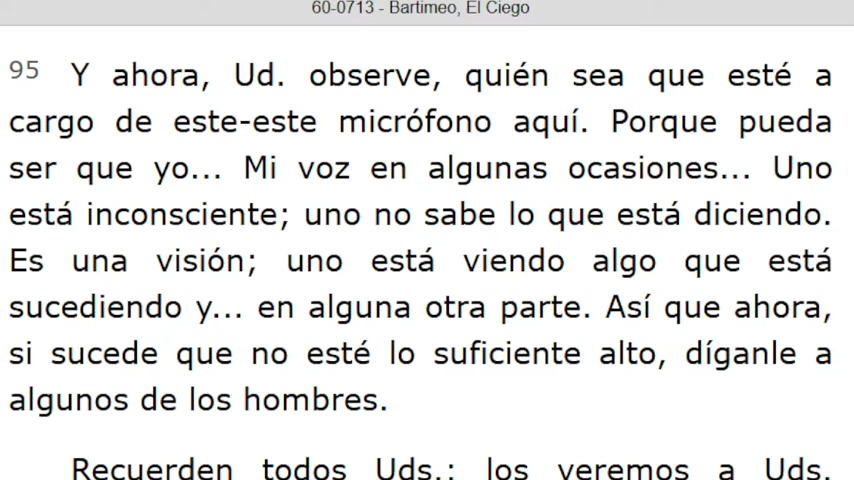 60-0713 - Bartimeo, El Ciego
95 Y ahora, Ud. observe, quién sea que esté a
cargo de este-este micrófono aquí. Porque pueda
ser que yo... Mi voz en algunas ocasiones... Uno
está inconsciente; uno no sabe lo que está diciendo.
Es una visión; uno está viendo algo que está
sucediendo y... en alguna otra parte. Así que ahora,
si sucede que no esté lo suficiente alto, díganle a
algunos de los hombres.
Recuerden todos Uds.; los veremos a Uds.